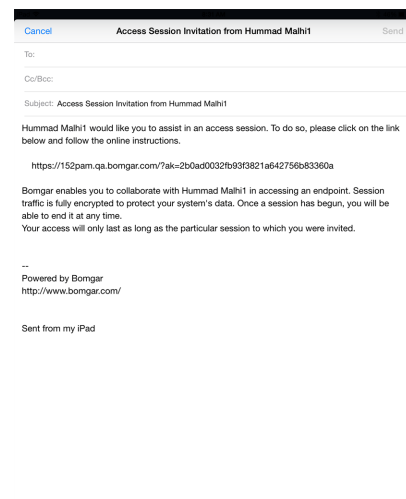 Cancel Access Session Invitation from Hummad Malhi1 Send
To:
Cc/Bcc:
Subject: Access Session Invitation from Hummad Malhi1
Hummad Malhi1 would like you to assist in an access session. To do so, please click on the link
below and follow the online instructions.
https://152pam.qa.bomgar.com/?ak=2b0ad0032fb93f3821a642756b83360a
Bomgar enables you to collaborate with Hummad Malhi1 in accessing an endpoint. Session
traffic is fully encrypted to protect your system's data. Once a session has begun, you will be
able to end it at any time.
Your access will only last as long as the particular session to which you were invited.
--
Powered by Bomgar
http://www.bomgar.com/
Sent from my iPad